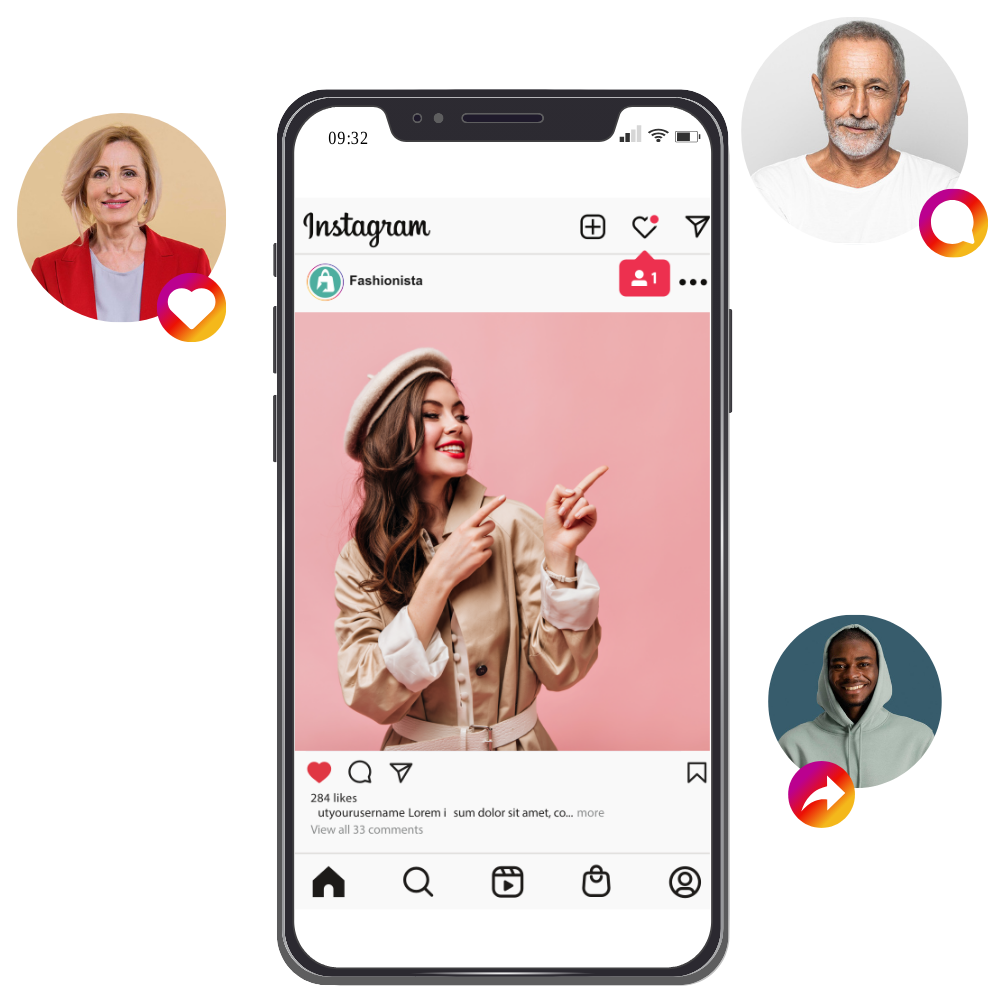 09:32
Instagram
1
Fashionista
284 likes
utyourusername Lorem i sum dolor sit amet, co... more
View all 33 comments